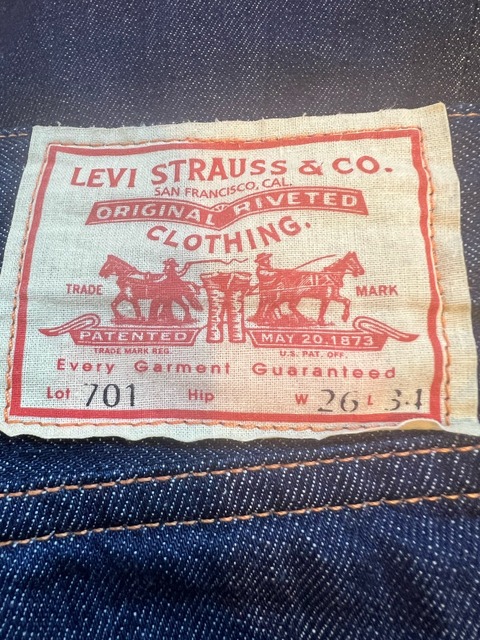 LEVI STRAUSS & CO.
SAN FRANCISCO, CAL.
ORIGINAL RIVETED
CLOTHING.
TRADE MARK
PATENTED MAY 20.1873
TRADE MARK REG. U.S. PAT. OFF.
Every Garment Guaranteed
Lot 701 Hip W 26 L 34